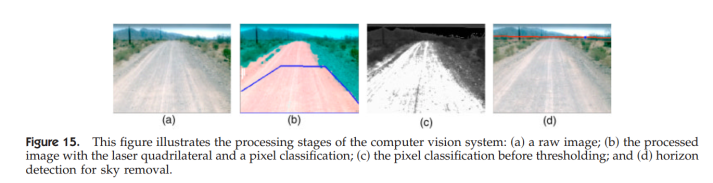 (a)
(b)
(c)
(d)
Figure 15. This figure illustrates the processing stages of the computer vision system: (a) a raw image; (b) the processed
image with the laser quadrilateral and a pixel classification; (c) the pixel classification before thresholding; and (d) horizon
detection for sky removal.